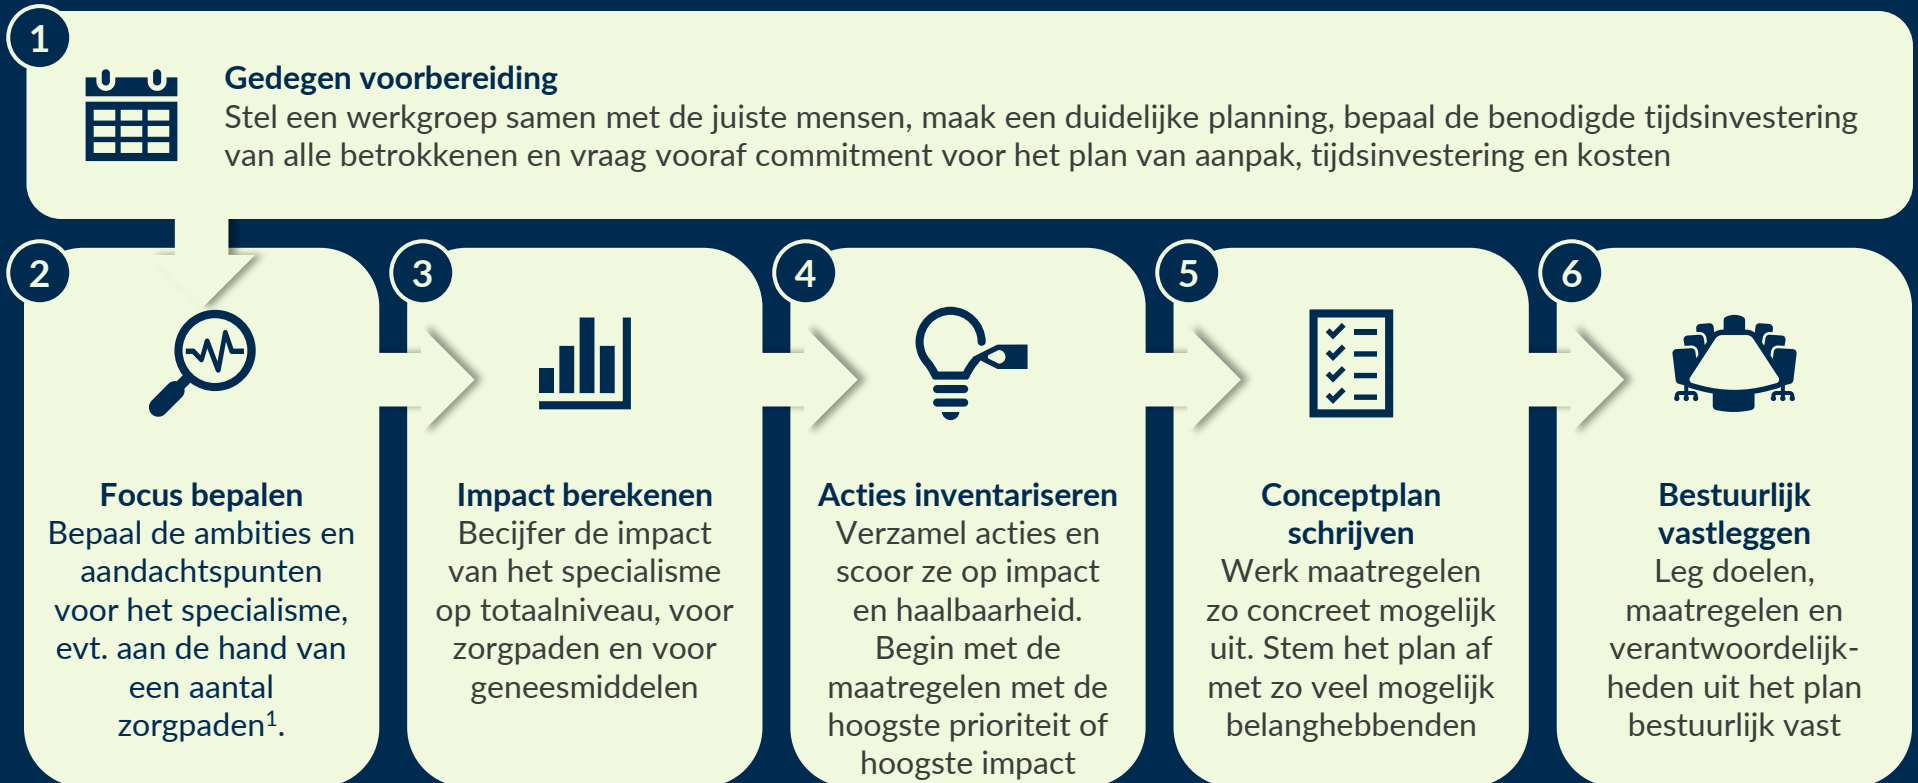 1
Gedegen voorbereiding
Stel een werkgroep samen met de juiste mensen, maak een duidelijke planning, bepaal de benodigde tijdsinvestering
van alle betrokkenen en vraag vooraf commitment voor het plan van aanpak, tijdsinvestering en kosten
2
Focus bepalen
Bepaal de ambities en
aandachtspunten
voor het specialisme,
evt. aan de hand van
een aantal
zorgpaden¹.
3
Impact berekenen
Becijfer de impact
van het specialisme
op totaalniveau, voor
zorgpaden en voor
geneesmiddelen
4
Acties inventariseren
Verzamel acties en
scoor ze op impact
en haalbaarheid.
Begin met de
maatregelen met de
hoogste prioriteit of
hoogste impact
5
Conceptplan
schrijven
Werk maatregelen
zo concreet mogelijk
uit. Stem het plan af
met zo veel mogelijk
belanghebbenden
6
Bestuurlijk
vastleggen
Leg doelen,
maatregelen en
verantwoordelijk-
heden uit het plan
bestuurlijk vast